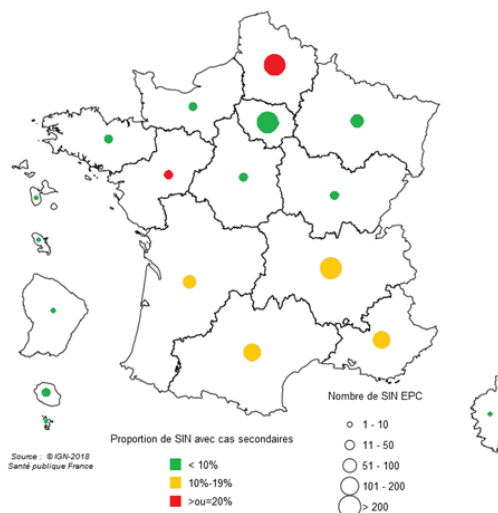 Nombre de SIN EPC
1 - 10
11 - 50
51 - 100
101 - 200
> 200
Proportion de SIN avec cas secondaires
< 10%
10%-19%
>ou=20%
Source : © IGN-2018
Santé publique France